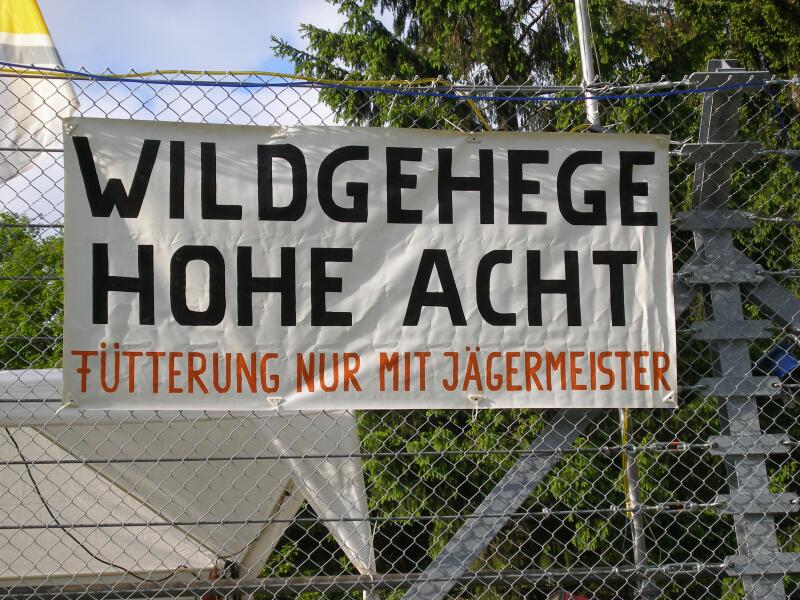 WILDGEHEGE
HOHE ACHT
FÜTTERUNG NUR MIT JÄGERMEISTER